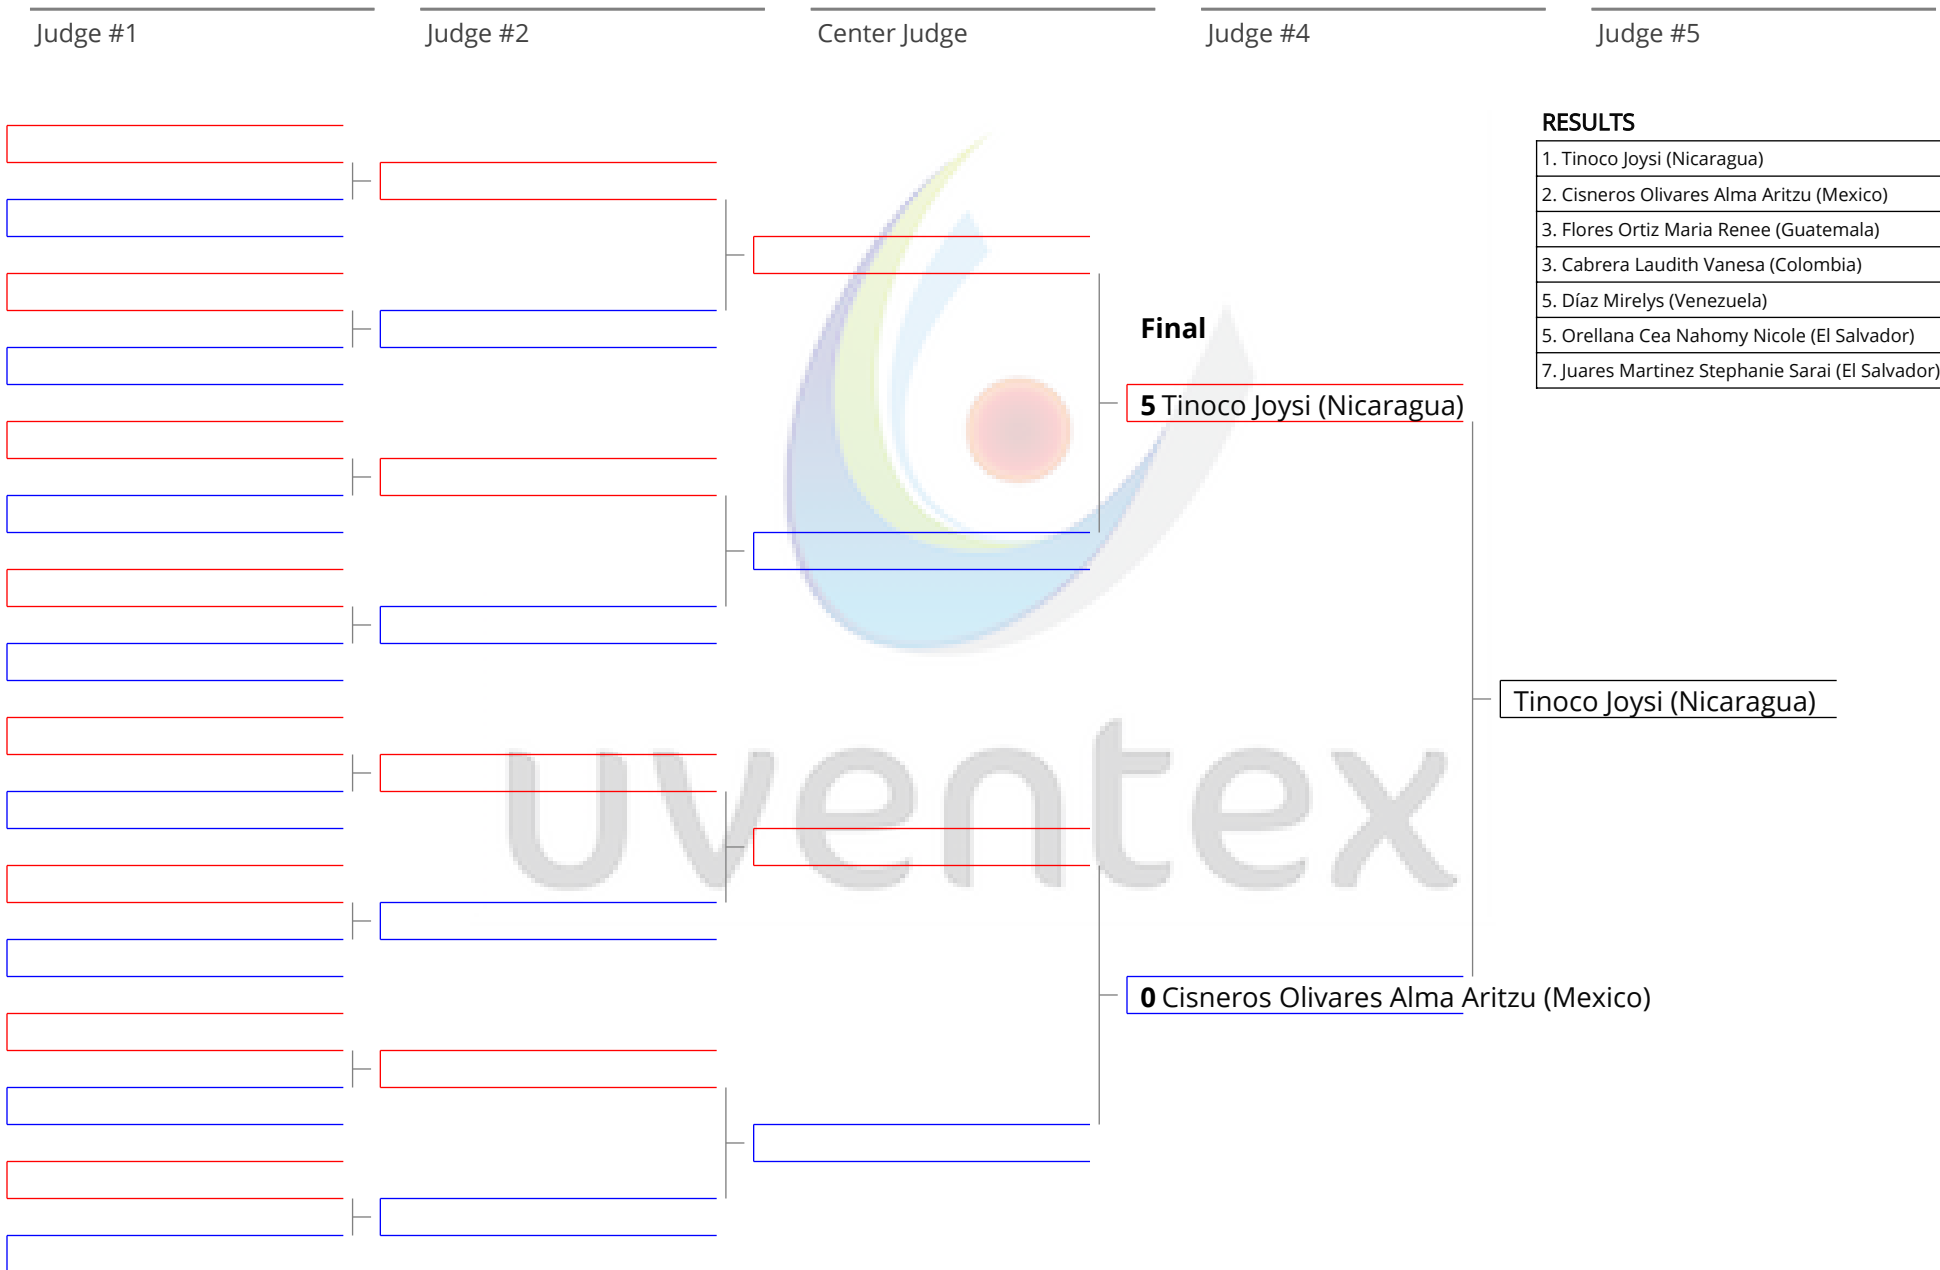 Judge #1
Judge #2
Center Judge
Judge #4
Judge #5
RESULTS
1. Tinoco Joysi (Nicaragua)
2. Cisneros Olivares Alma Aritzu (Mexico)
3. Flores Ortiz Maria Renee (Guatemala)
3. Cabrera Laudith Vanesa (Colombia)
5. Díaz Mirelys (Venezuela)
5. Orellana Cea Nahomy Nicole (El Salvador)
7. Juares Martinez Stephanie Sarai (El Salvador)
Final
5 Tinoco Joysi (Nicaragua)
Tinoco Joysi (Nicaragua)
uventex
0 Cisneros Olivares Alma Aritzu (Mexico)